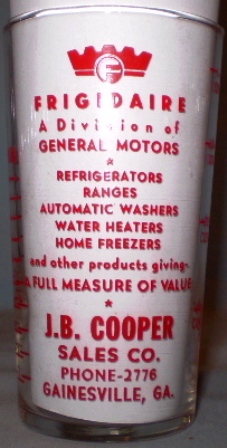 F
FRIGIDAIRE
A Division of
GENERAL MOTORS
*
REFRIGERATORS
RANGES
AUTOMATIC WASHERS
WATER HEATERS
HOME FREEZERS
and other products giving-
A FULL MEASURE OF VALUE
*
J.B. COOPER
SALES CO.
PHONE-2776
GAINESVILLE, GA.